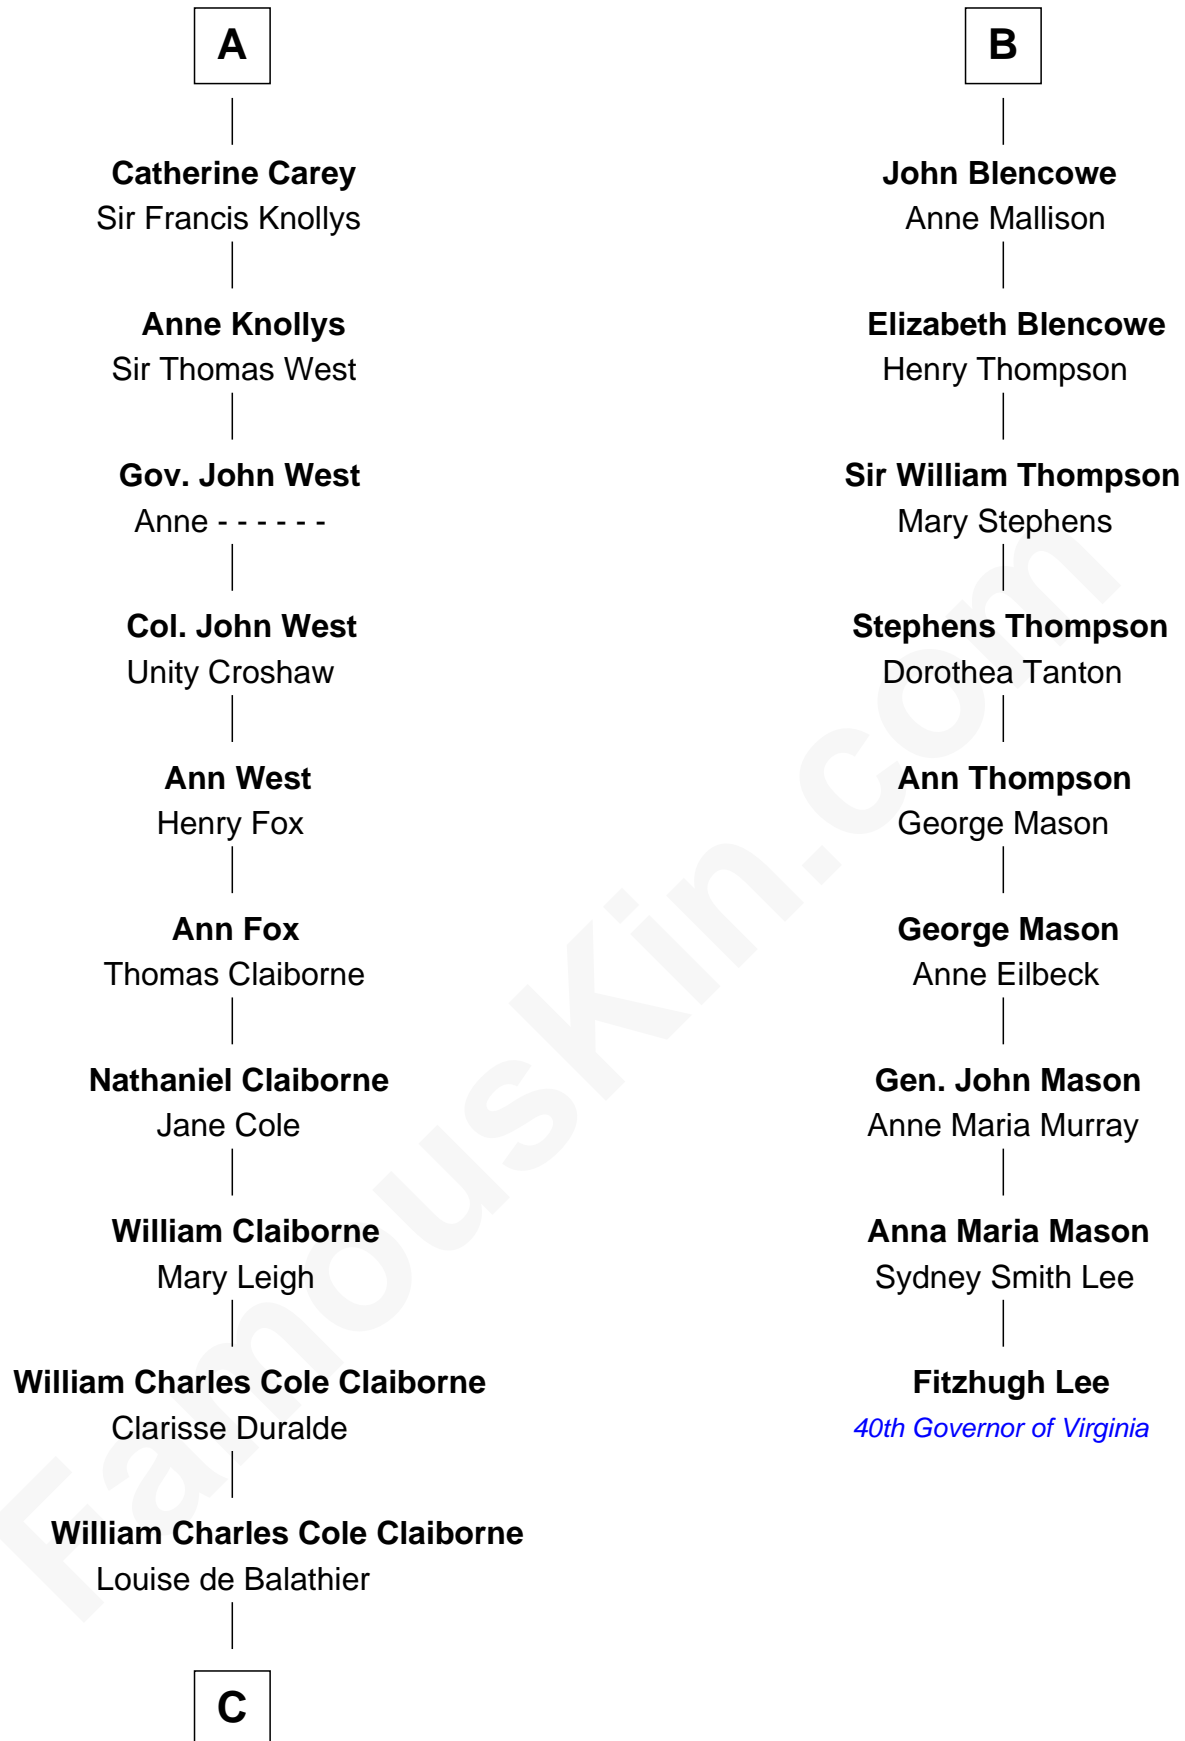 A
Catherine Carey
Sir Francis Knollys
Anne Knollys
Sir Thomas West
Gov. John West
Anne - - - - - -
Col. John West
Unity Croshaw
Ann West
Henry Fox
Ann Fox
Thomas Claiborne
Nathaniel Claiborne
Jane Cole
William Claiborne
Mary Leigh
William Charles Cole Claiborne
Clarisse Duralde
William Charles Cole Claiborne
Louise de Balathier
C
B
John Blencowe
Anne Mallison
Elizabeth Blencowe
Henry Thompson
Sir William Thompson
Mary Stephens
Stephens Thompson
Dorothea Tanton
Ann Thompson
George Mason
George Mason
Anne Eilbeck
Gen. John Mason
Anne Maria Murray
Anna Maria Mason
Sydney Smith Lee
Fitzhugh Lee
40th Governor of Virginia
FamousKin.com